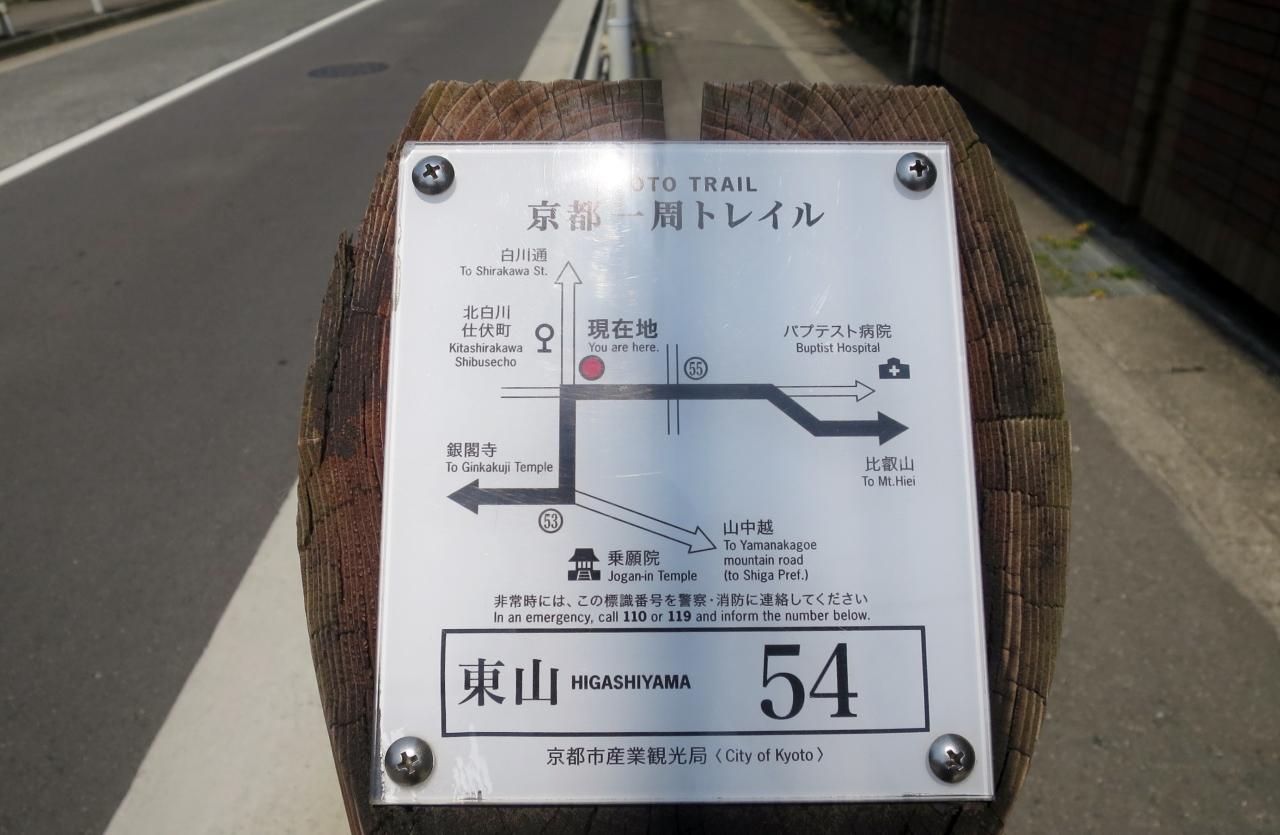 OTO TRAIL
京都一周トレイル
白川通
To Shirakawa St.
北白川
仕伏町
Kitashirakawa
Shibusecho
現在地
You are here.
55
バプテスト病院
Buptist Hospital
銀閣寺
To Ginkakuji Temple
比叡山
To Mt.Hiei
53
山中越
To Yamanakagoe
mountain road
(to Shiga Pref.)
乗願院
Jogan-in Temple
非常時には、この標識番号を警察・消防に連絡してください
In an emergency, call 110 or 119 and inform the number below.
東山 HIGASHIYAMA 54
京都市産業観光局〈City of Kyoto〉